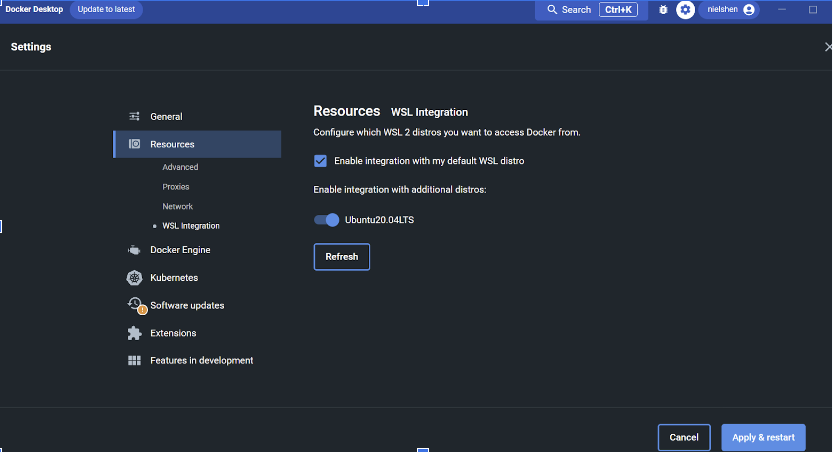 Docker Desktop Update to latest Search Ctrl+K nielshen
Settings
General
Resources
Advanced
Proxies
Network
WSL Integration
Docker Engine
Kubernetes
Software updates
Extensions
Features in development
Resources WSL Integration
Configure which WSL 2 distros you want to access Docker from.
Enable integration with my default WSL distro
Enable integration with additional distros:
Ubuntu20.04LTS
Refresh
Cancel Apply & restart